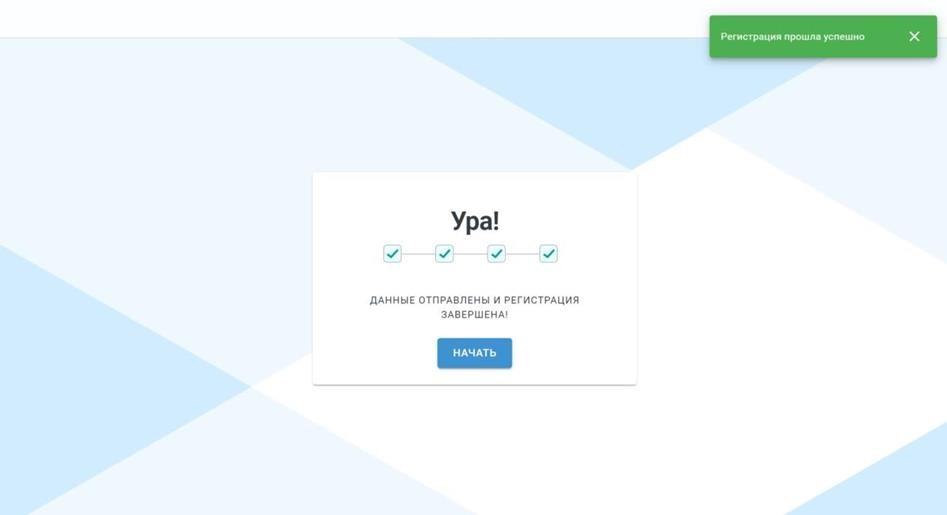 Регистрация прошла успешно
Ура!
ДАННЫЕ ОТПРАВЛЕНЫ И РЕГИСТРАЦИЯ
ЗАВЕРШЕНА!
НАЧАТЬ